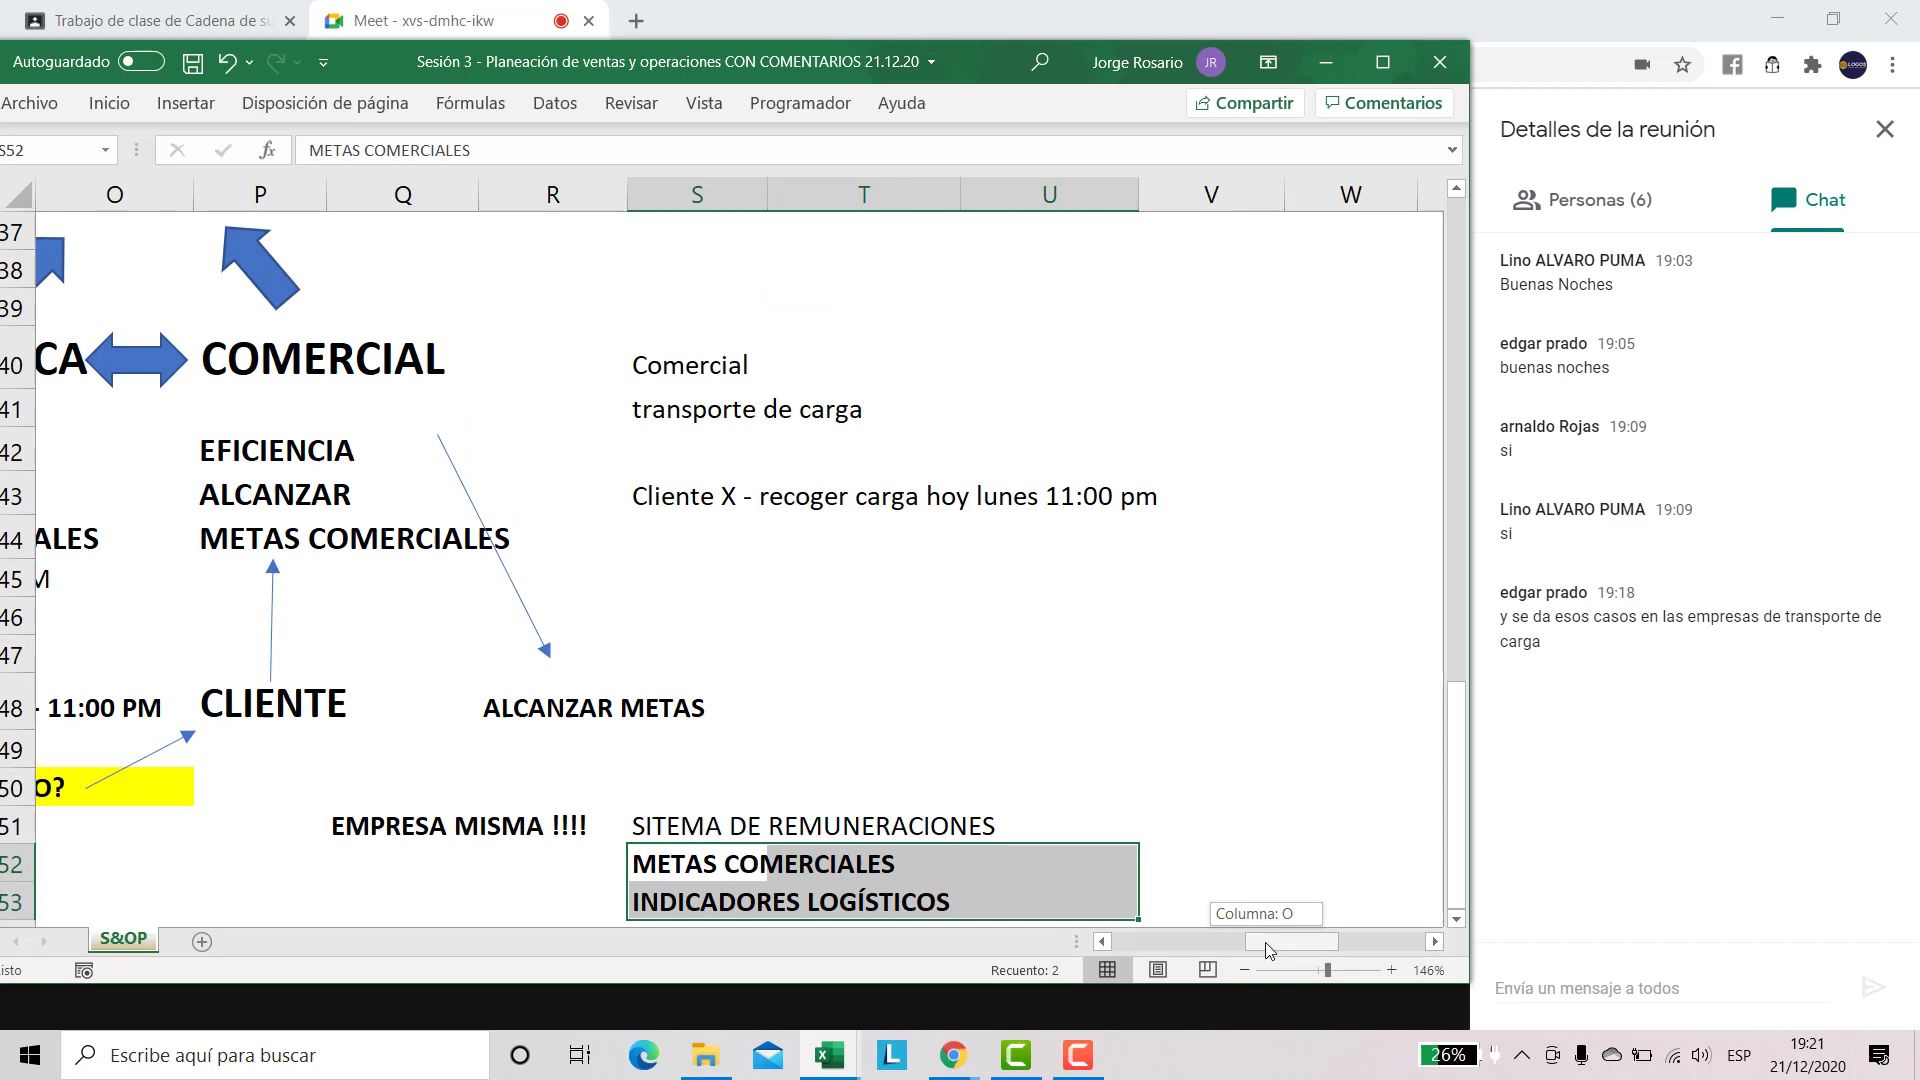 Trabajo de clase de Cadena de su
Meet - xvs-dmhc-ikw
Autoguardado
Sesión 3 - Planeación de ventas y operaciones CON COMENTARIOS 21.12.20
Jorge Rosario
JR
Archivo
Inicio
Insertar
Disposición de página
Fórmulas
Datos
Revisar
Vista
Programador
Ayuda
Compartir
Comentarios
S52
fx
METAS COMERCIALES
O P Q R S T U V W
37
38
39
40
CA
COMERCIAL
Comercial
41
transporte de carga
42
EFICIENCIA
43
ALCANZAR
Cliente X - recoger carga hoy lunes 11:00 pm
44
ALES
METAS COMERCIALES
45
M
46
47
48
- 11:00 PM
CLIENTE
ALCANZAR METAS
49
50
O?
51
EMPRESA MISMA !!!!
SITEMA DE REMUNERACIONES
52
METAS COMERCIALES
53
INDICADORES LOGÍSTICOS
Columna: O
S&OP
isto
Recuento: 2
146%
Detalles de la reunión
Personas (6)
Chat
Lino ALVARO PUMA 19:03
Buenas Noches
edgar prado 19:05
buenas noches
arnaldo Rojas 19:09
si
Lino ALVARO PUMA 19:09
si
edgar prado 19:18
y se da esos casos en las empresas de transporte de
carga
Envía un mensaje a todos
Escribe aquí para buscar
26%
ESP
19:21
21/12/2020